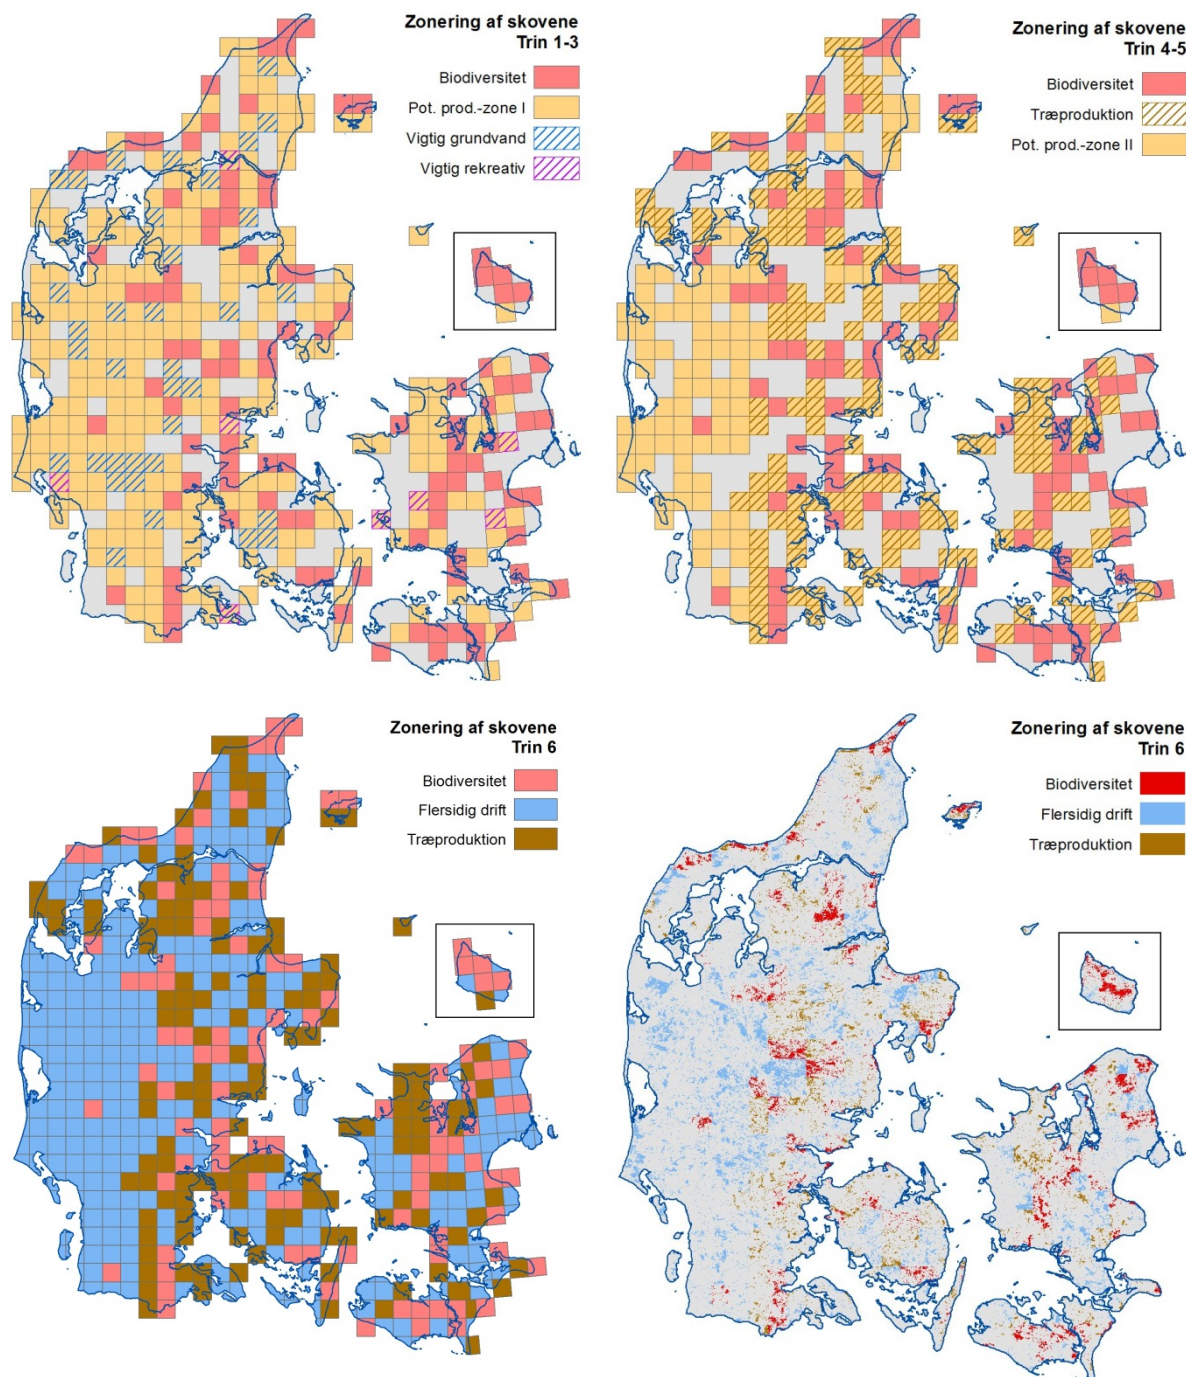 Zonering af skovene
Trin 1-3
Biodiversitet
Pot. prod.-zone I
Vigtig grundvand
Vigtig rekreativ
Zonering af skovene
Trin 4-5
Biodiversitet
Træproduktion
Pot. prod.-zone II
Zonering af skovene
Trin 6
Biodiversitet
Flersidig drift
Træproduktion
Zonering af skovene
Trin 6
Biodiversitet
Flersidig drift
Træproduktion